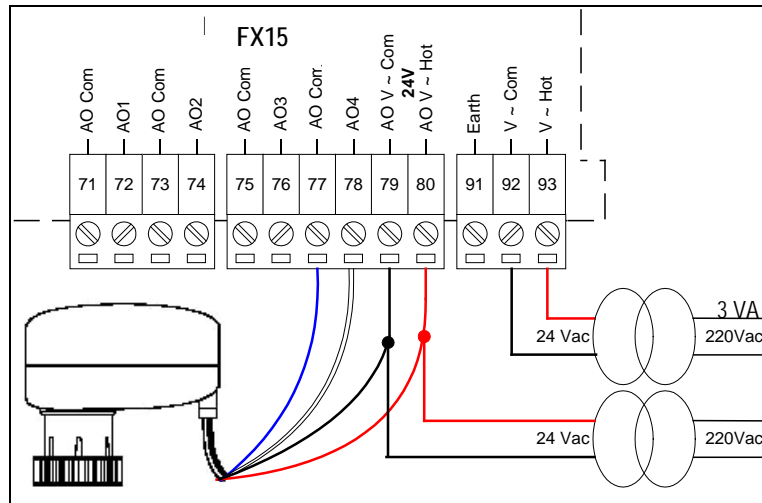 FX15
AO Com
AO1
AO Com
AO2
AO Com
AO3
AO Com
AO4
AO V ~ Com
24V
AO V ~ Hot
Earth
V ~ Com
V ~ Hot
71
72
73
74
75
76
77
78
79
80
91
92
93
3 VA
24 Vac
220Vac
24 Vac
220Vac